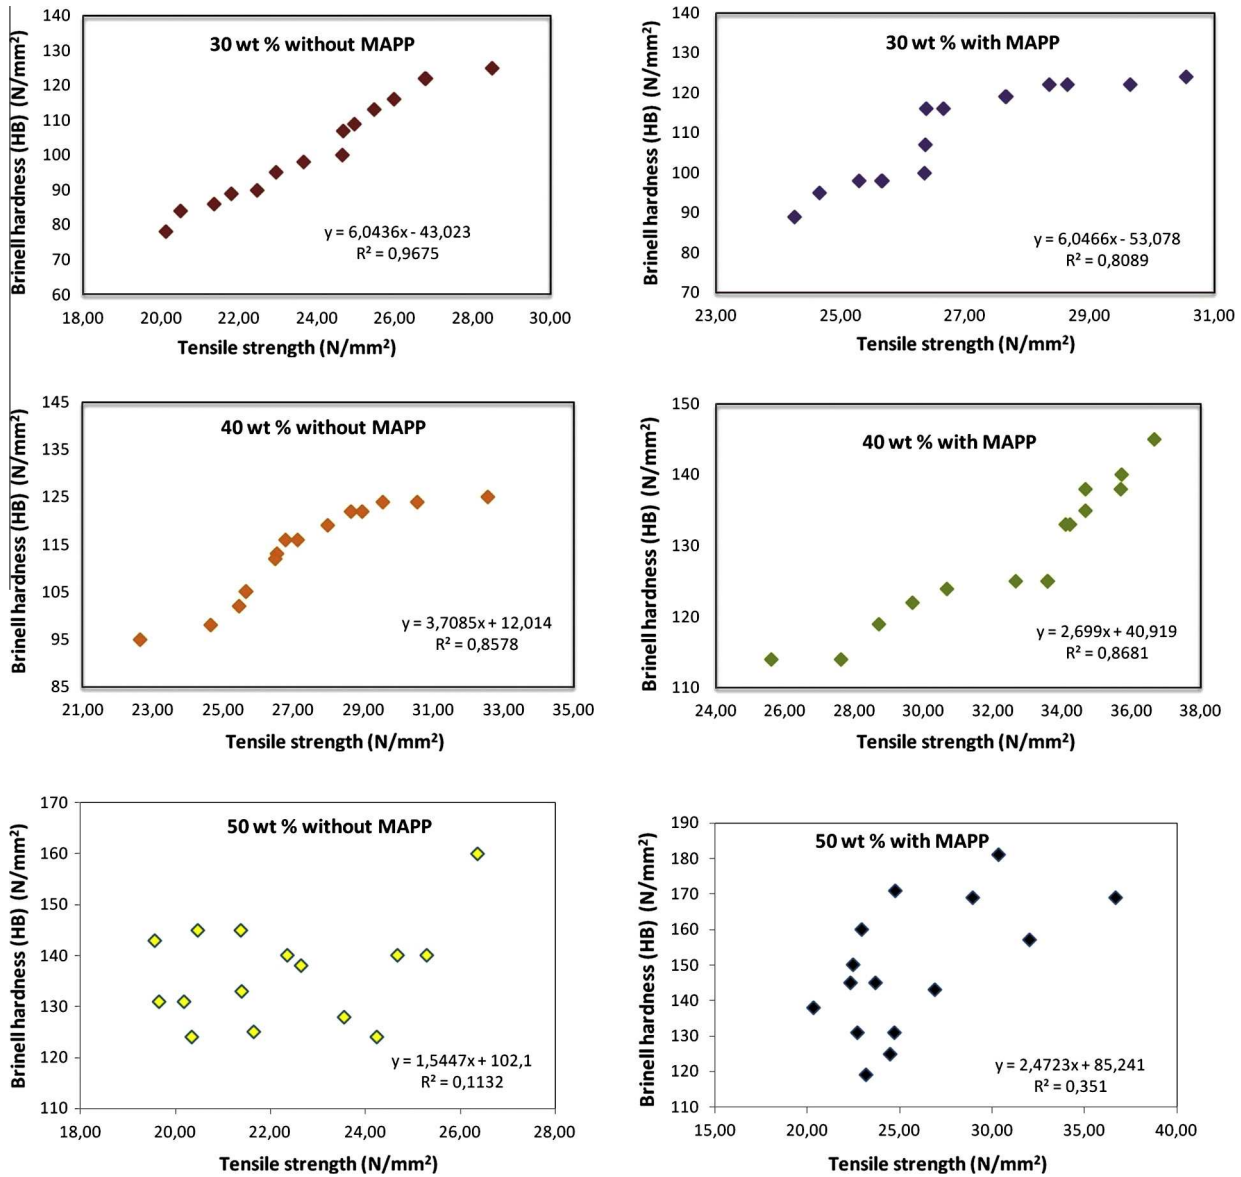 30 wt % without MAPP
Brinell hardness (HB) (N/mm²)
140
130
120
110
100
90
80
70
60
y = 6,0436x - 43,023
R² = 0,9675
18,00 20,00 22,00 24,00 26,00 28,00 30,00
Tensile strength (N/mm²)
30 wt % with MAPP
Brinell hardness (HB) (N/mm²)
140
130
120
110
100
90
80
70
y = 6,0466x - 53,078
R² = 0,8089
23,00 25,00 27,00 29,00 31,00
Tensile strength (N/mm²)
40 wt % without MAPP
Brinell hardness (HB) (N/mm²)
145
135
125
115
105
95
85
y = 3,7085x + 12,014
R² = 0,8578
21,00 23,00 25,00 27,00 29,00 31,00 33,00 35,00
Tensile strength (N/mm²)
40 wt % with MAPP
Brinell hardness (HB) (N/mm²)
150
140
130
120
110
y = 2,699x + 40,919
R² = 0,8681
24,00 26,00 28,00 30,00 32,00 34,00 36,00 38,00
Tensile strength (N/mm²)
50 wt % without MAPP
Brinell hardness (HB) (N/mm²)
170
160
150
140
130
120
110
y = 1,5447x + 102,1
R² = 0,1132
18,00 20,00 22,00 24,00 26,00 28,00
Tensile strength (N/mm²)
50 wt % with MAPP
Brinell hardness (HB) (N/mm²)
190
180
170
160
150
140
130
120
110
y = 2,4723x + 85,241
R² = 0,351
15,00 20,00 25,00 30,00 35,00 40,00
Tensile strength (N/mm²)